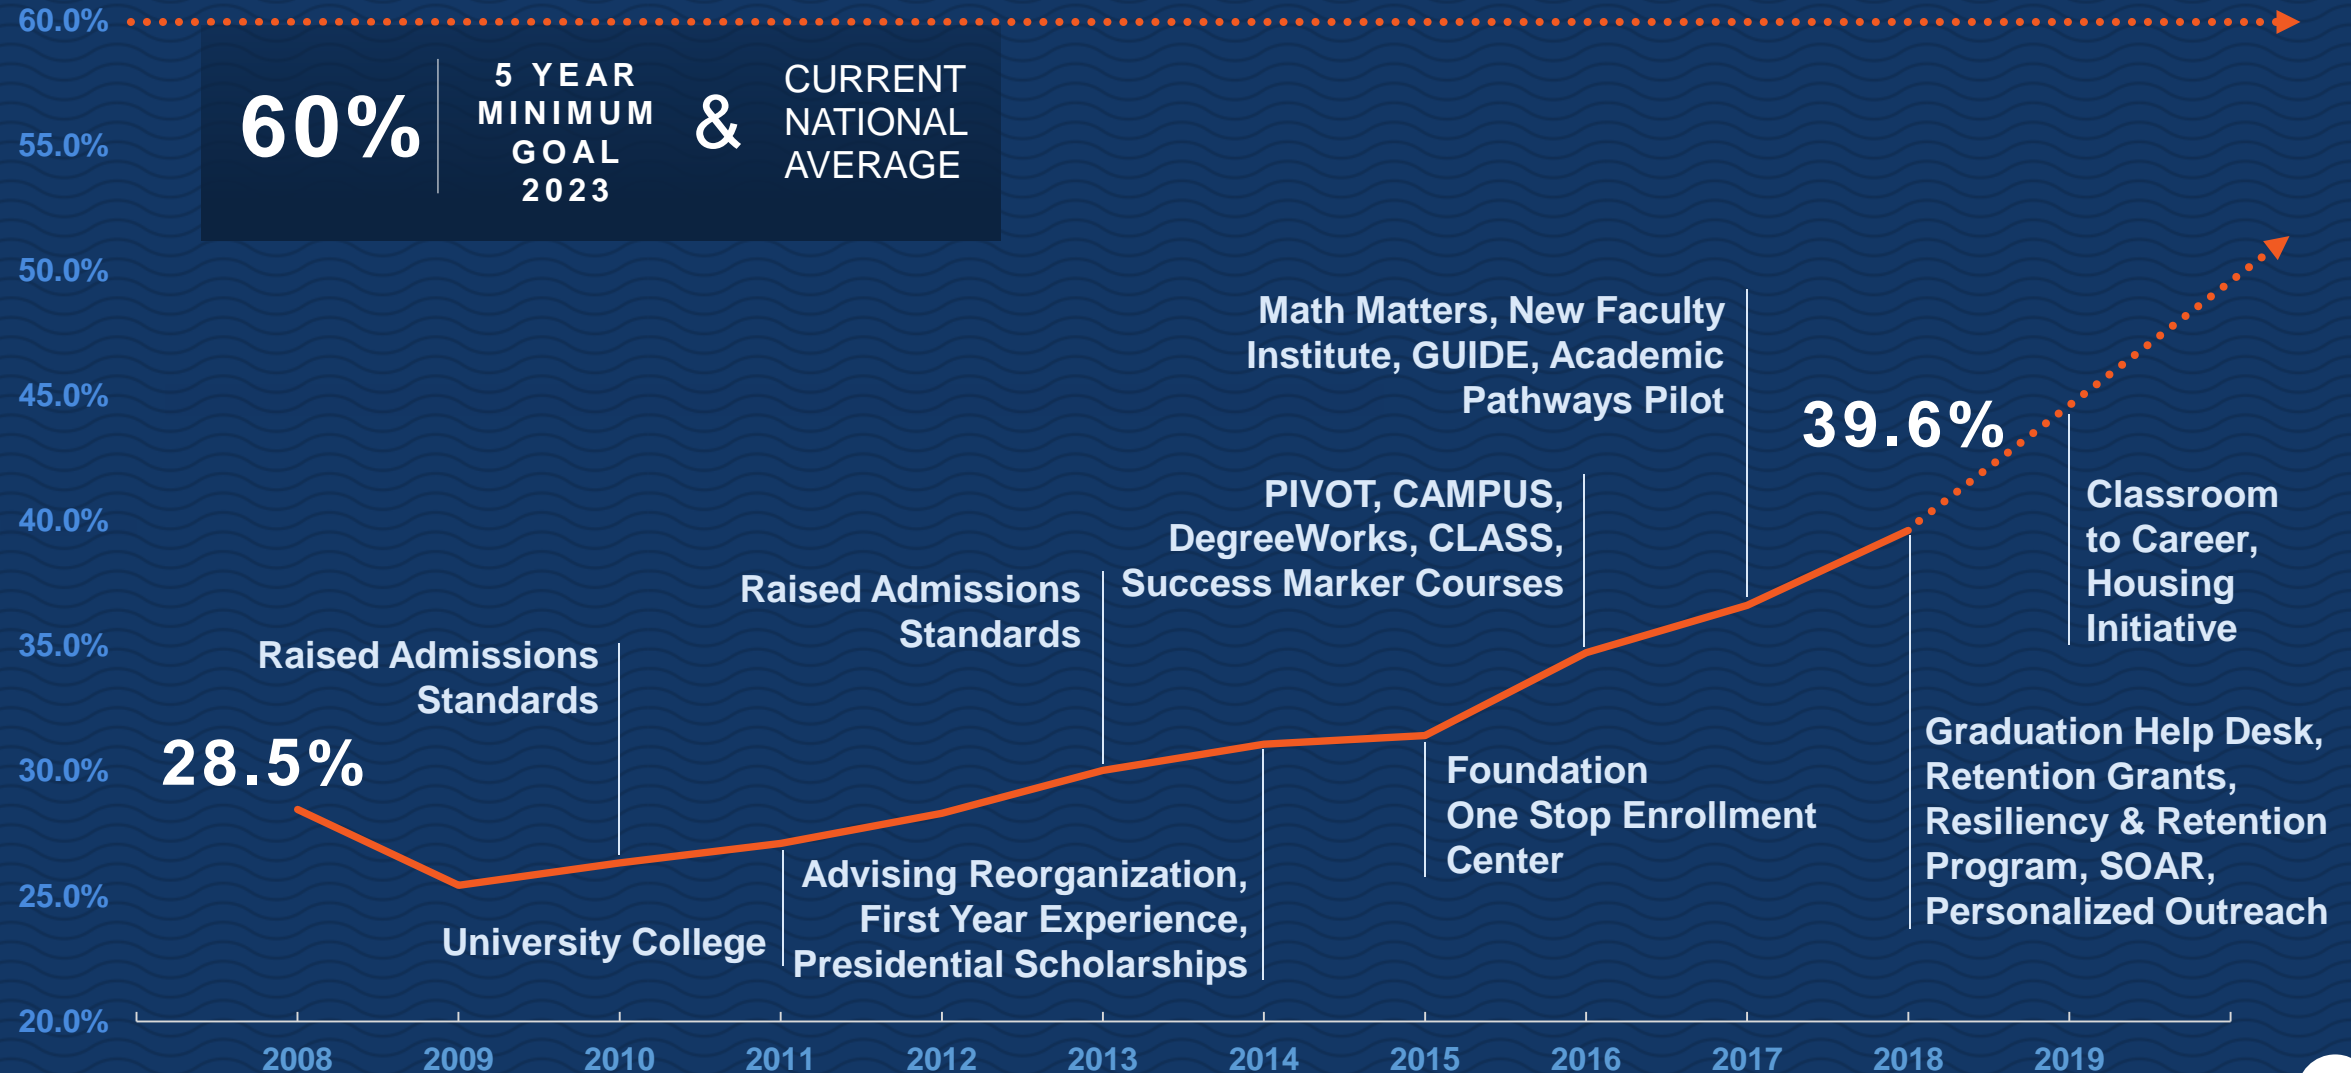 60.0%
60%
5 YEAR
MINIMUM
GOAL
2023
&
CURRENT
NATIONAL
AVERAGE
55.0%
50.0%
Math Matters, New Faculty
Institute, GUIDE, Academic
Pathways Pilot
45.0%
39.6%
PIVOT, CAMPUS,
DegreeWorks, CLASS,
Success Marker Courses
Classroom
to Career,
Housing
Initiative
40.0%
Raised Admissions
Standards
35.0%
Raised Admissions
Standards
28.5%
30.0%
Foundation
One Stop Enrollment
Center
Graduation Help Desk,
Retention Grants,
Resiliency & Retention
Program, SOAR,
Personalized Outreach
25.0%
University College
Advising Reorganization,
First Year Experience,
Presidential Scholarships
20.0%
2008 2009 2010 2011 2012 2013 2014 2015 2016 2017 2018 2019